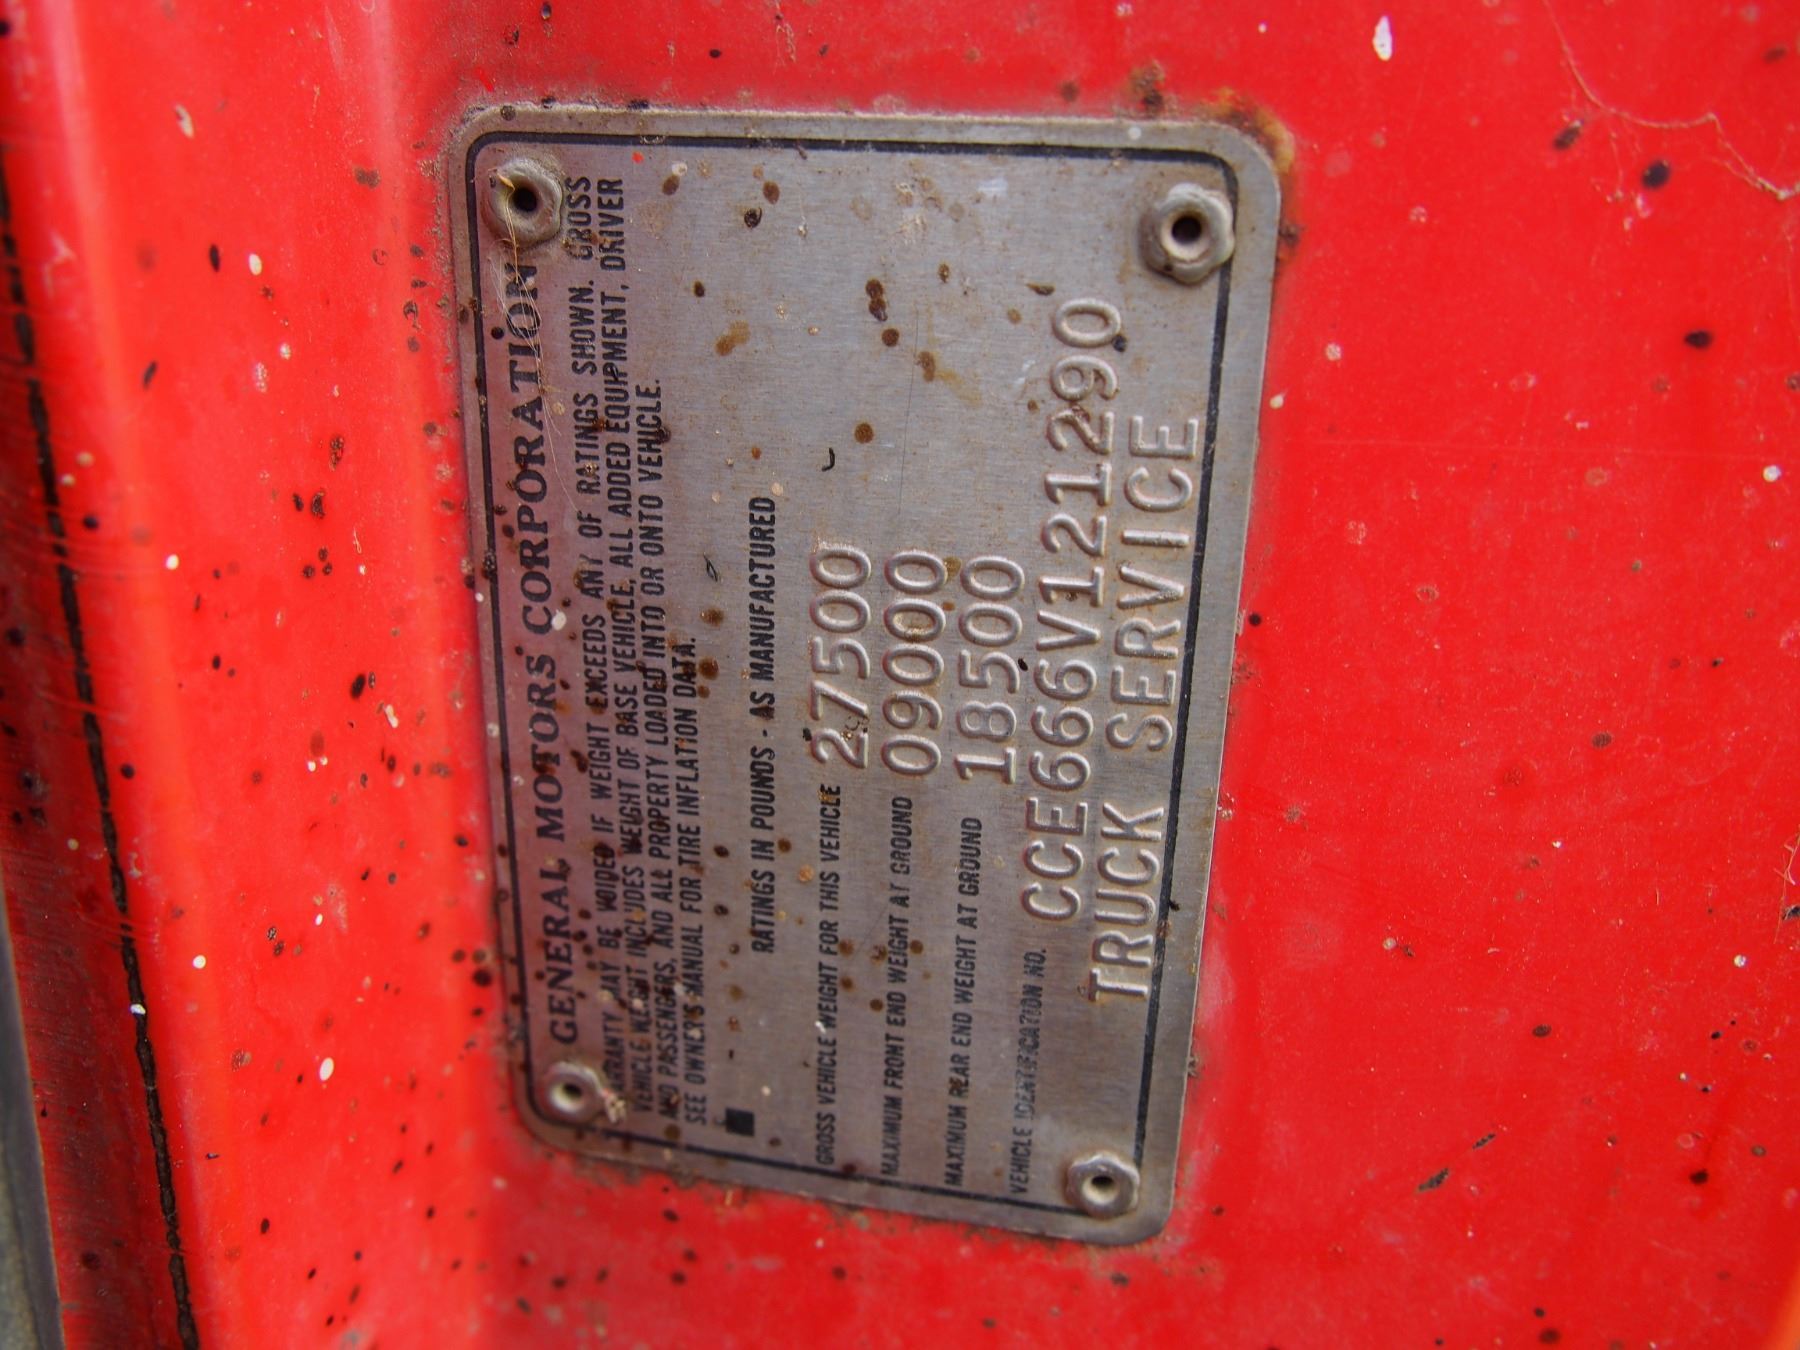 GENERAL MOTORS CORPORATION
WARRANTY MAY BE VOIDED IF WEIGHT EXCEEDS ANY OF RATINGS SHOWN. GROSS
VEHICLE WEIGHT INCLUDES WEIGHT OF BASE VEHICLE, ALL ADDED EQUIPMENT, DRIVER
AND PASSENGERS, AND ALL PROPERTY LOADED INTO OR ONTO VEHICLE.
SEE OWNER'S MANUAL FOR TIRE INFLATION DATA.
RATINGS IN POUNDS - AS MANUFACTURED
GROSS VEHICLE WEIGHT FOR THIS VEHICLE 27500
MAXIMUM FRONT END WEIGHT AT GROUND 09000
MAXIMUM REAR END WEIGHT AT GROUND 18500
VEHICLE IDENTIFICATION NO. CCE666V121290
TRUCK SERVICE